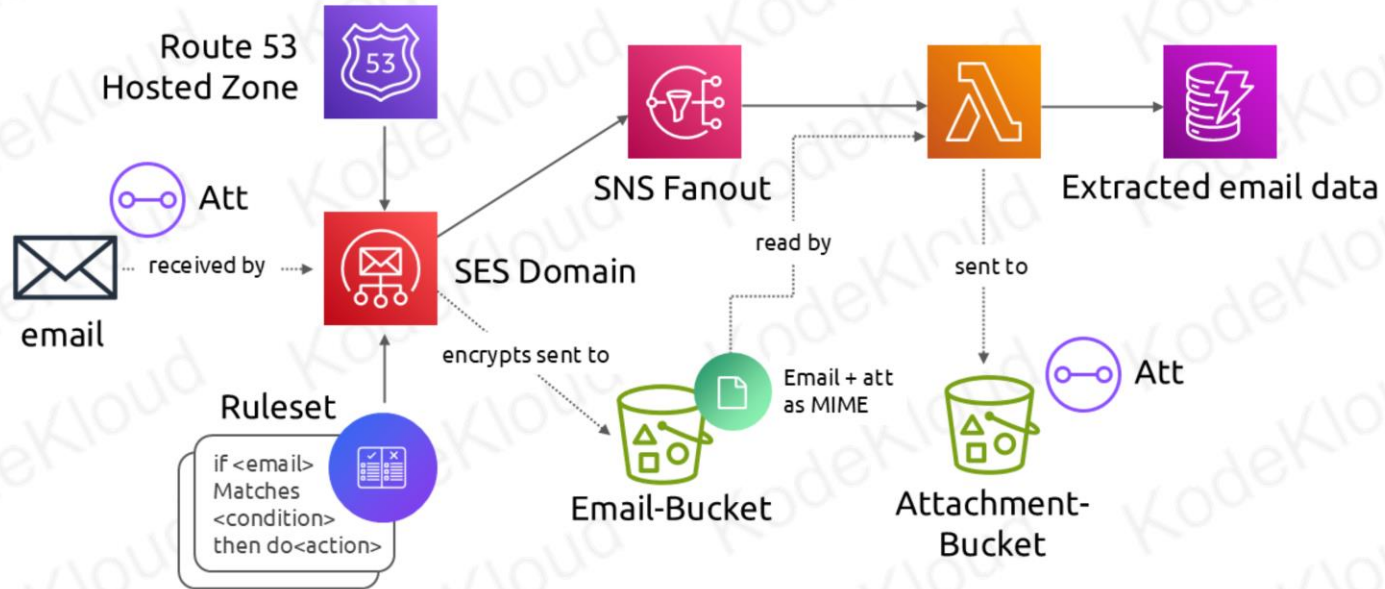 Route 53
Hosted Zone
53
Att
email
received by
SES Domain
Ruleset
if <email>
Matches
<condition>
then do<action>
encrypts sent to
SNS Fanout
read by
Email + att
as MIME
Email-Bucket
sent to
Att
Attachment-
Bucket
Extracted email data
KodeKloud